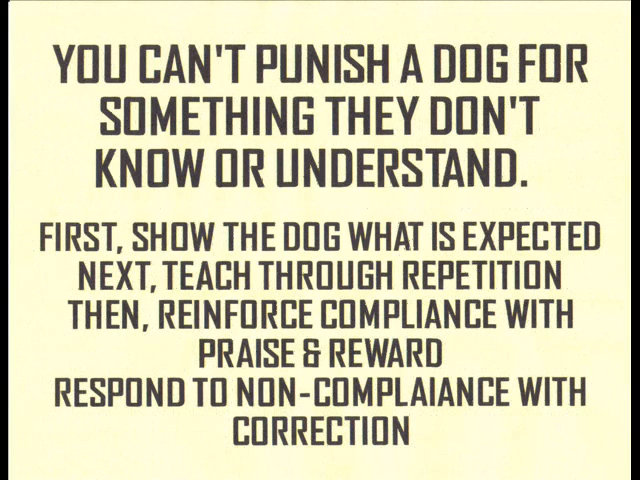 YOU CAN'T PUNISH A DOG FOR
SOMETHING THEY DON'T
KNOW OR UNDERSTAND.
FIRST, SHOW THE DOG WHAT IS EXPECTED
NEXT, TEACH THROUGH REPETITION
THEN, REINFORCE COMPLIANCE WITH
PRAISE & REWARD
RESPOND TO NON-COMPLAIANCE WITH
CORRECTION